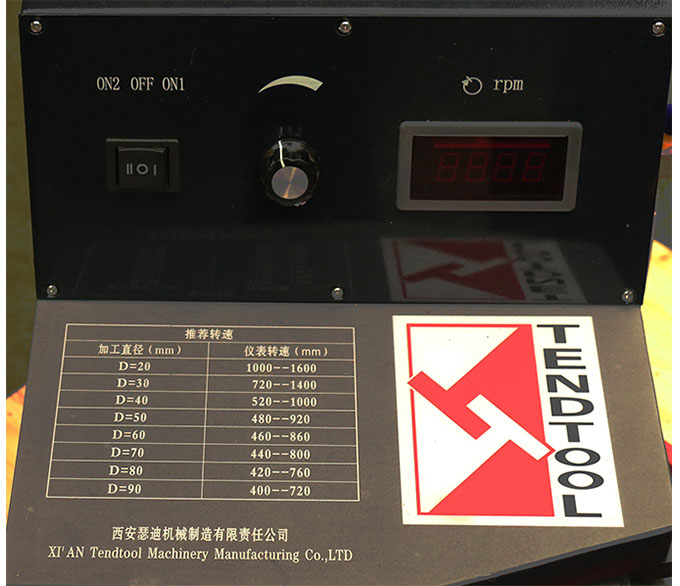 ON2 OFF ON1
rpm
II O I
推荐转速
加工直径（mm） 仪表转速（mm）
D=20 1000--1600
D=30 720--1400
D=40 520--1000
D=50 480--920
D=60 460--860
D=70 440--800
D=80 420--760
D=90 400--720
TENDTOOL
西安瑟迪机械制造有限责任公司
XI'AN Tendtool Machinery Manufacturing Co.,LTD